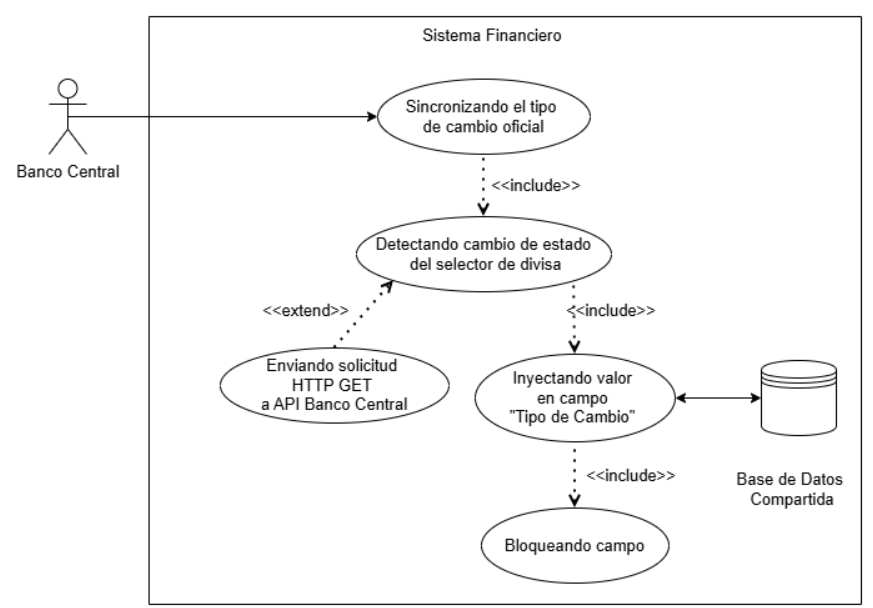 Sistema Financiero
Sincronizando el tipo
de cambio oficial
Banco Central
<<include>>
Detectando cambio de estado
del selector de divisa
<<extend>>
<<include>>
Enviando solicitud
HTTP GET
a API Banco Central
Inyectando valor
en campo
"Tipo de Cambio"
<<include>>
Base de Datos
Compartida
Bloqueando campo